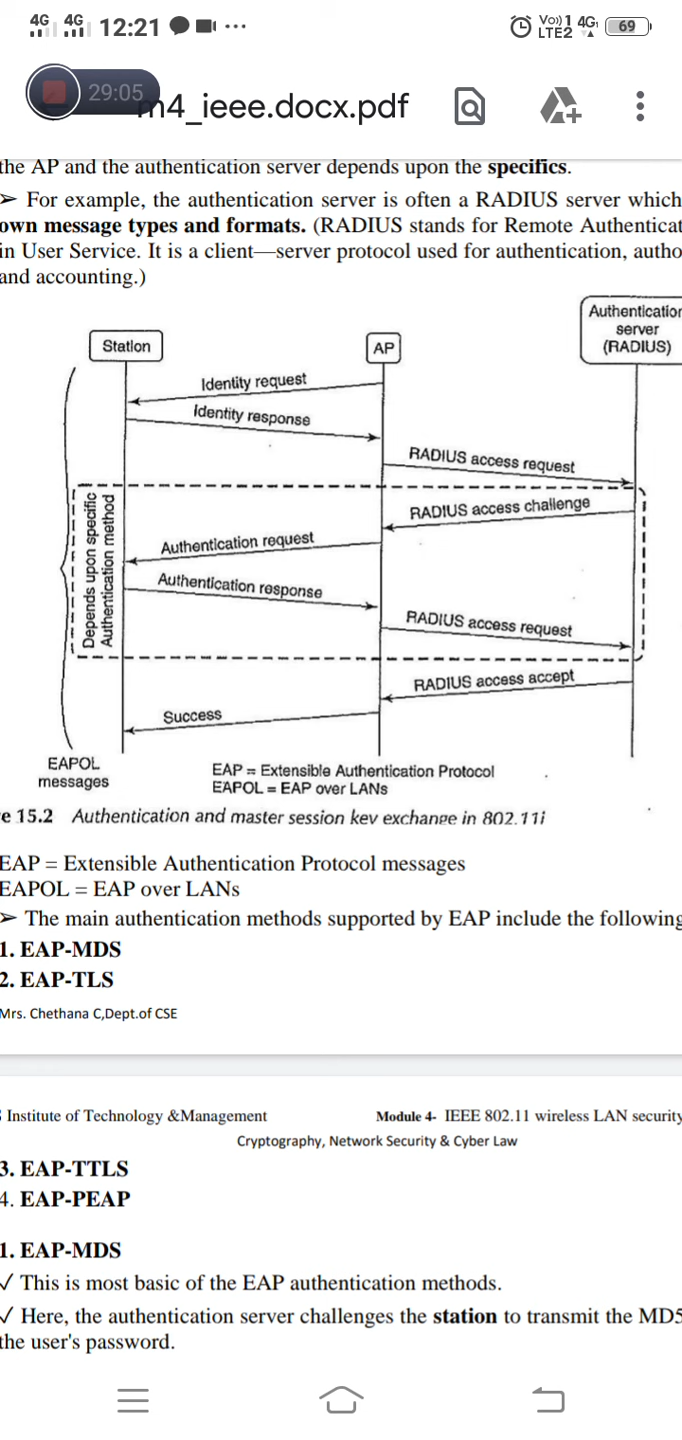 4G 4G 12:21 ... Vo)) 1 4G LTE2 69
29:05 m4_ieee.docx.pdf
the AP and the authentication server depends upon the specifics.
➢ For example, the authentication server is often a RADIUS server which
own message types and formats. (RADIUS stands for Remote Authenticat
in User Service. It is a client—server protocol used for authentication, autho
and accounting.)
Authentication
server
(RADIUS)
Station
AP
Identity request
Identity response
RADIUS access request
RADIUS access challenge
Depends upon specific
Authentication method
Authentication request
Authentication response
RADIUS access request
RADIUS access accept
Success
EAPOL
messages
EAP = Extensible Authentication Protocol
EAPOL = EAP over LANs
e 15.2 Authentication and master session key exchange in 802.11i
EAP = Extensible Authentication Protocol messages
EAPOL = EAP over LANs
➢ The main authentication methods supported by EAP include the following
1. EAP-MDS
2. EAP-TLS
Mrs. Chethana C,Dept.of CSE
Institute of Technology &Management Module 4- IEEE 802.11 wireless LAN security
Cryptography, Network Security & Cyber Law
3. EAP-TTLS
4. EAP-PEAP
1. EAP-MDS
✓ This is most basic of the EAP authentication methods.
✓ Here, the authentication server challenges the station to transmit the MD5
the user's password.